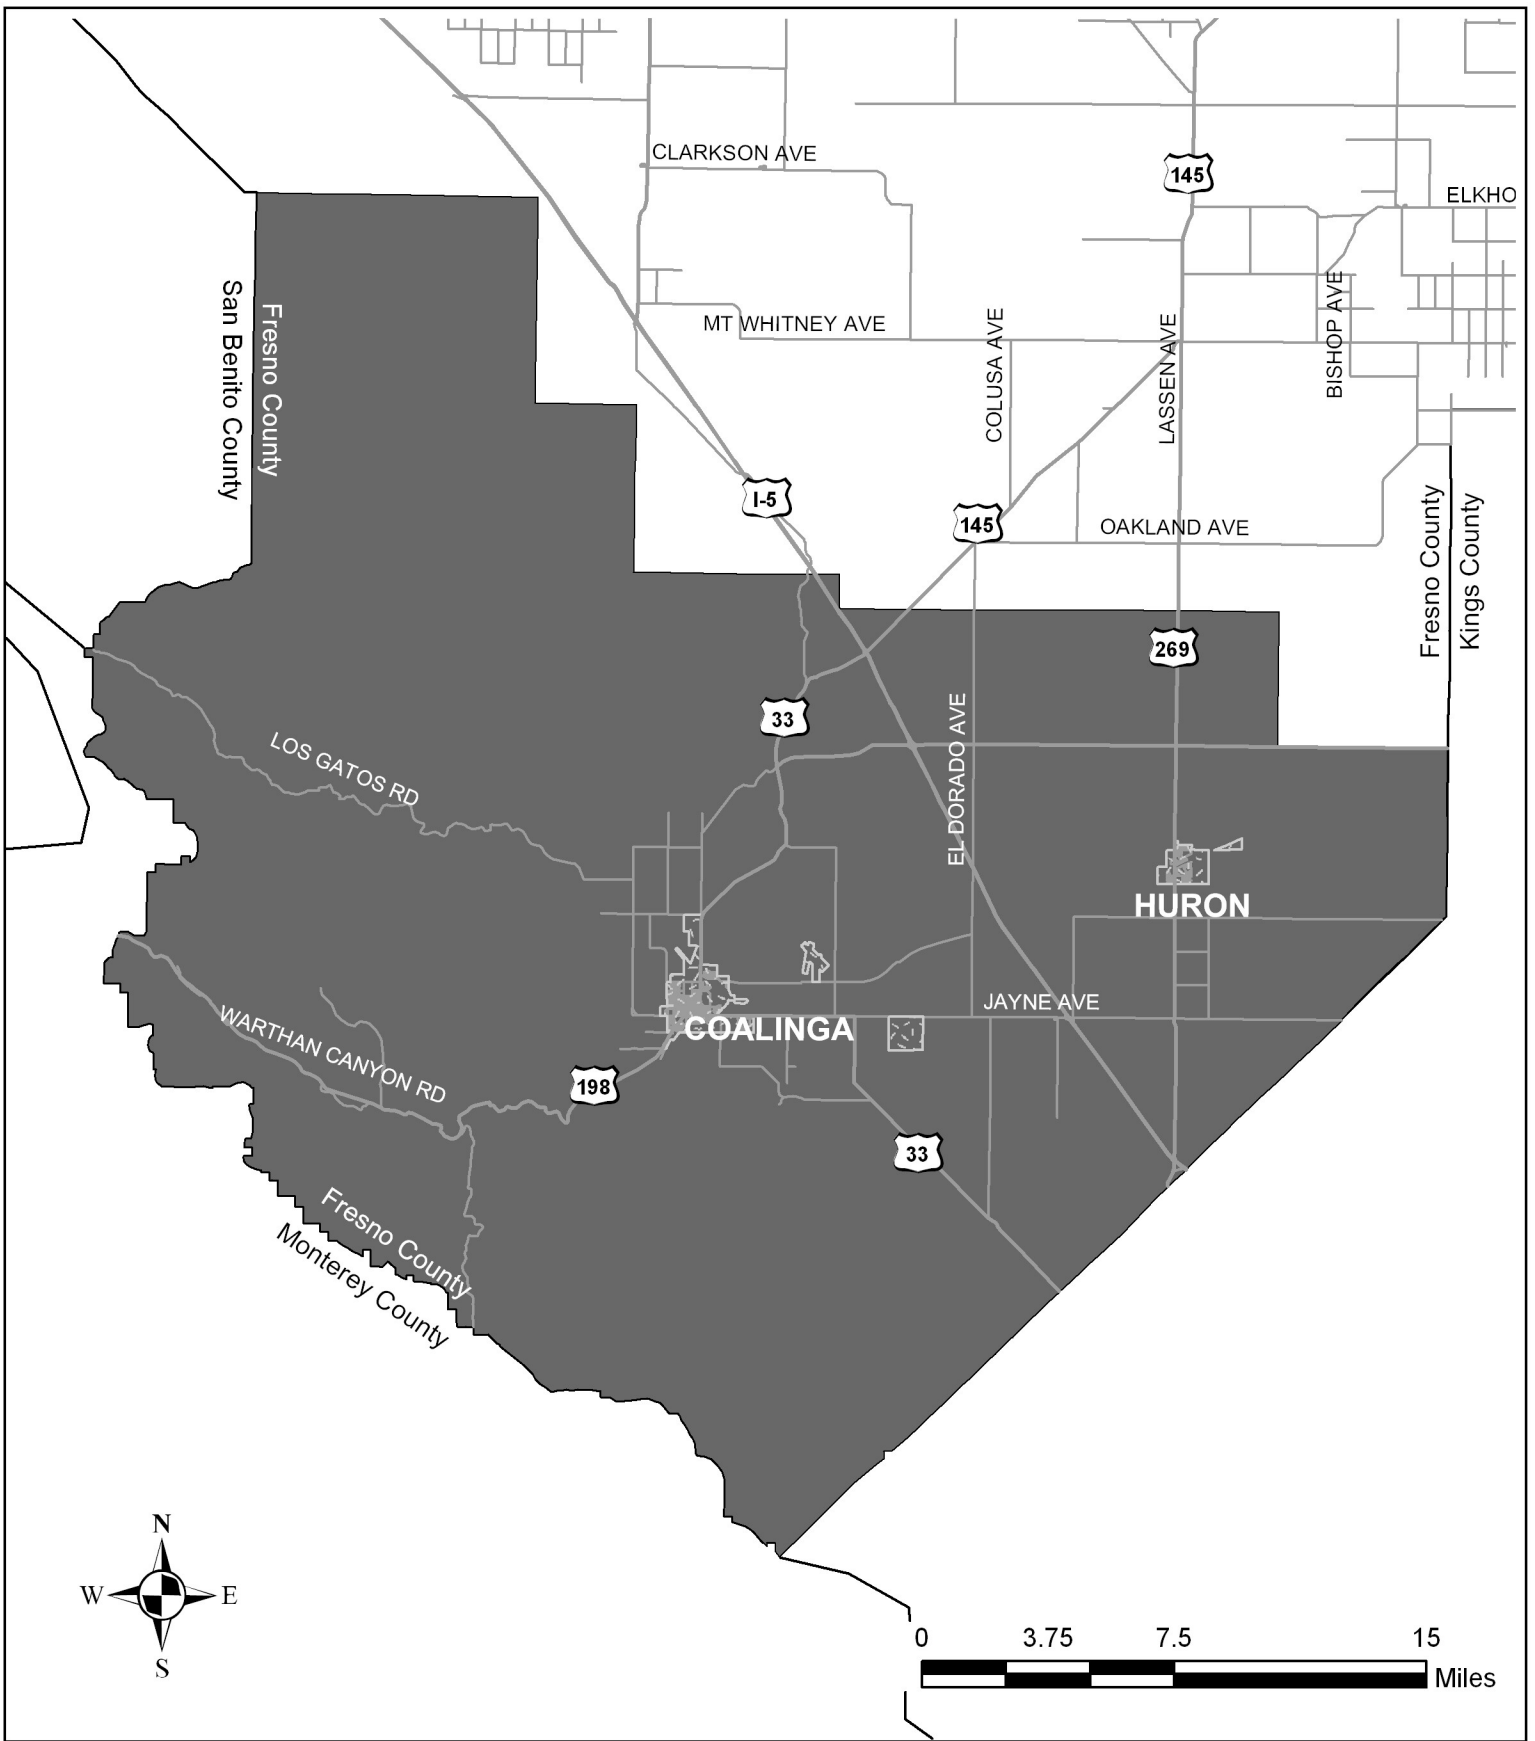 CLARKSON AVE
145
ELKHO
San Benito County
Fresno County
MT WHITNEY AVE
COLUSA AVE
LASSEN AVE
BISHOP AVE
I-5
145
OAKLAND AVE
Fresno County
Kings County
269
33
EL DORADO AVE
LOS GATOS RD
HURON
JAYNE AVE
WARTHAN CANYON RD
COALINGA
198
33
Fresno County
Monterey County
N
W
E
S
0 3.75 7.5 15
Miles